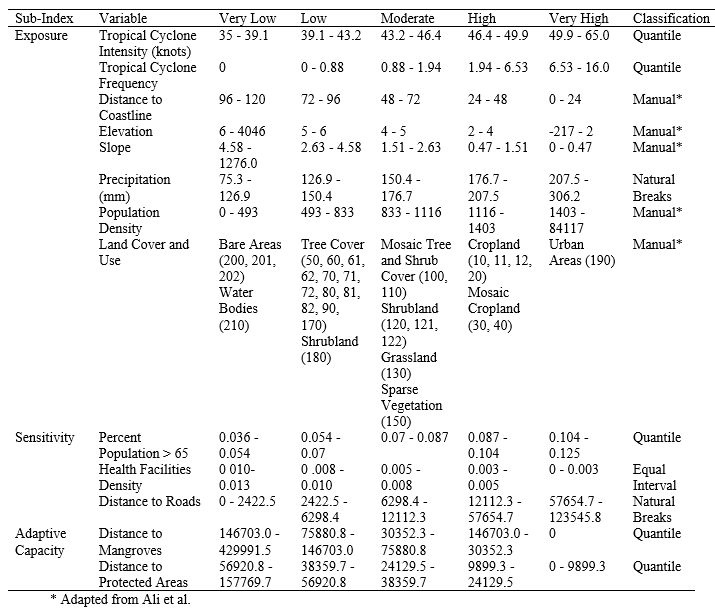 Sub-Index Variable Very Low Low Moderate High Very High Classification
Exposure Tropical Cyclone 35 - 39.1 39.1 - 43.2 43.2 - 46.4 46.4 - 49.9 49.9 - 65.0 Quantile
Intensity (knots)
Tropical Cyclone 0 0 - 0.88 0.88 - 1.94 1.94 - 6.53 6.53 - 16.0 Quantile
Frequency
Distance to 96 - 120 72 - 96 48 - 72 24 - 48 0 - 24 Manual*
Coastline
Elevation 6 - 4046 5 - 6 4 - 5 2 - 4 -217 - 2 Manual*
Slope 4.58 - 2.63 - 4.58 1.51 - 2.63 0.47 - 1.51 0 - 0.47 Manual*
1276.0
Precipitation 75.3 - 126.9 - 150.4 - 176.7 - 207.5 - Natural
(mm) 126.9 150.4 176.7 207.5 306.2 Breaks
Population 0 - 493 493 - 833 833 - 1116 1116 - 1403 - Manual*
Density 1403 84117
Land Cover and Bare Areas Tree Cover Mosaic Tree Cropland Urban Manual*
Use (200, 201, (50, 60, 61, and Shrub (10, 11, 12, Areas (190)
202) 62, 70, 71, Cover (100, 20)
Water 72, 80, 81, 110) Mosaic
Bodies 82, 90, Shrubland Cropland
(210) 170) (120, 121, (30, 40)
Shrubland 122)
(180) Grassland
(130)
Sparse
Vegetation
(150)
Sensitivity Percent 0.036 - 0.054 - 0.07 - 0.087 0.087 - 0.104 - Quantile
Population > 65 0.054 0.07 0.104 0.125
Health Facilities 0 010- 0 .008 - 0.005 - 0.003 - 0 - 0.003 Equal
Density 0.013 0.010 0.008 0.005 Interval
Distance to Roads 0 - 2422.5 2422.5 - 6298.4 - 12112.3 - 57654.7 - Natural
6298.4 12112.3 57654.7 123545.8 Breaks
Adaptive Distance to 146703.0 - 75880.8 - 30352.3 - 146703.0 - 0 Quantile
Capacity Mangroves 429991.5 146703.0 75880.8 30352.3
Distance to 56920.8 - 38359.7 - 24129.5 - 9899.3 - 0 - 9899.3 Quantile
Protected Areas 157769.7 56920.8 38359.7 24129.5
* Adapted from Ali et al.